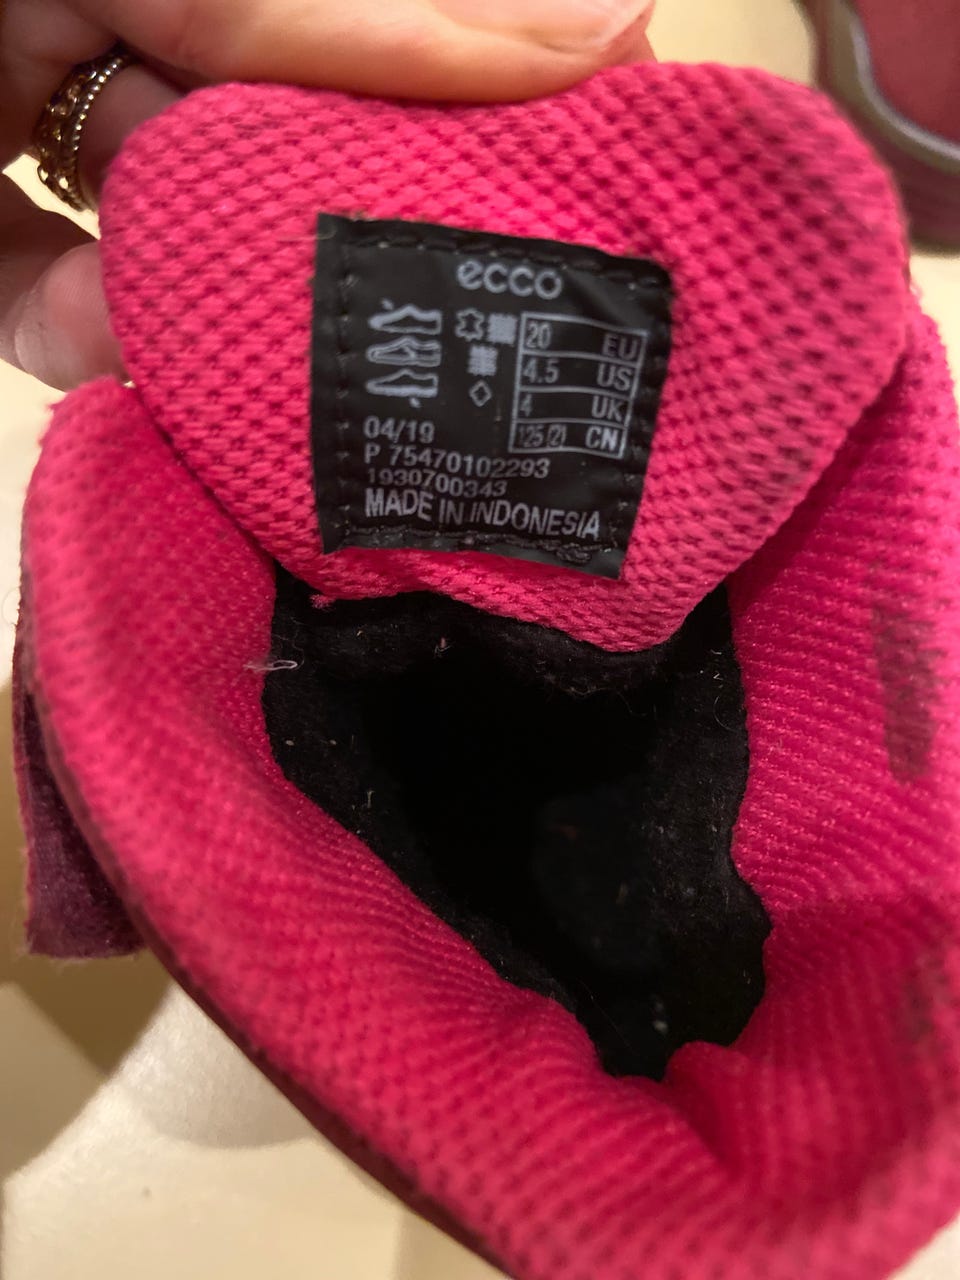 ecco
20 EU
4.5 US
4 UK
125 (2) CN
04/19
P 75470102293
1930700343
MADE IN INDONESIA